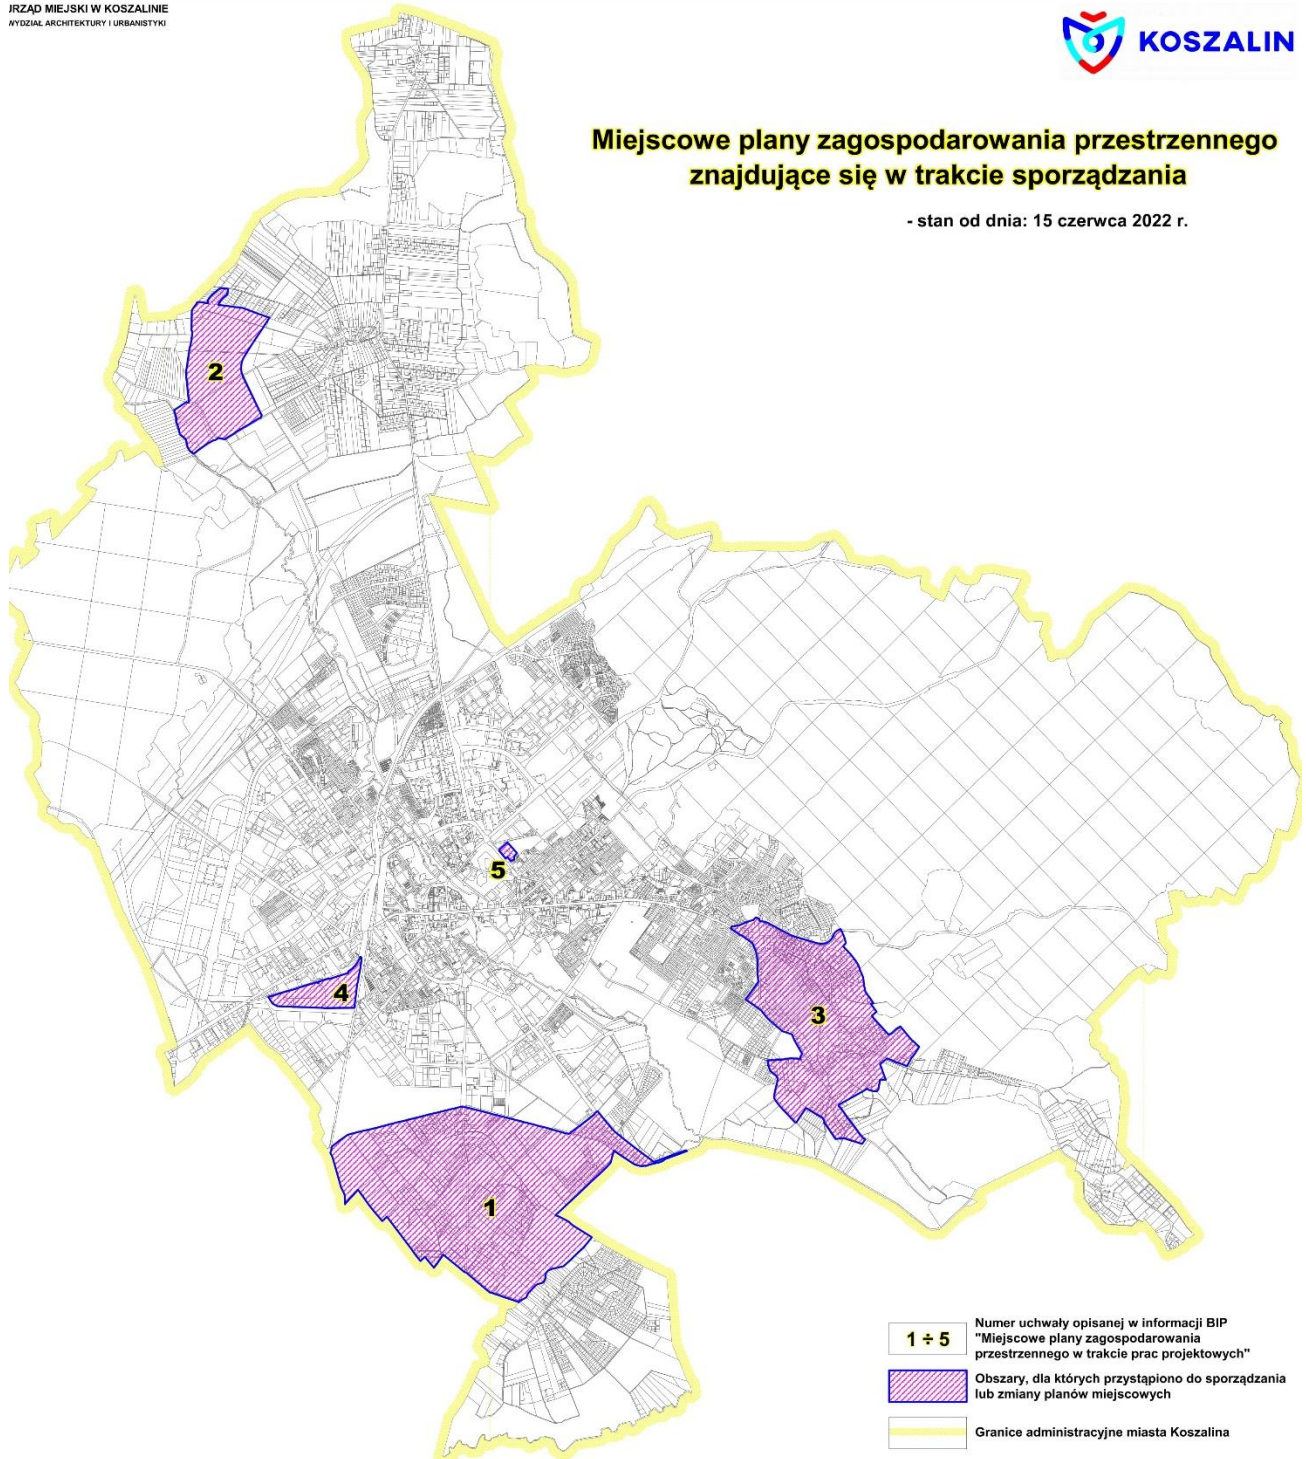 JRZĄD MIEJSKI W KOSZALINIE
WYDZIAŁ ARCHITEKTURY I URBANISTYKI
KOSZALIN
Miejscowe plany zagospodarowania przestrzennego
znajdujące się w trakcie sporządzania
- stan od dnia: 15 czerwca 2022 r.
2
5
4
3
1
1 ÷ 5
Numer uchwały opisanej w informacji BIP
"Miejscowe plany zagospodarowania
przestrzennego w trakcie prac projektowych"
Obszary, dla których przystąpiono do sporządzania
lub zmiany planów miejscowych
Granice administracyjne miasta Koszalina